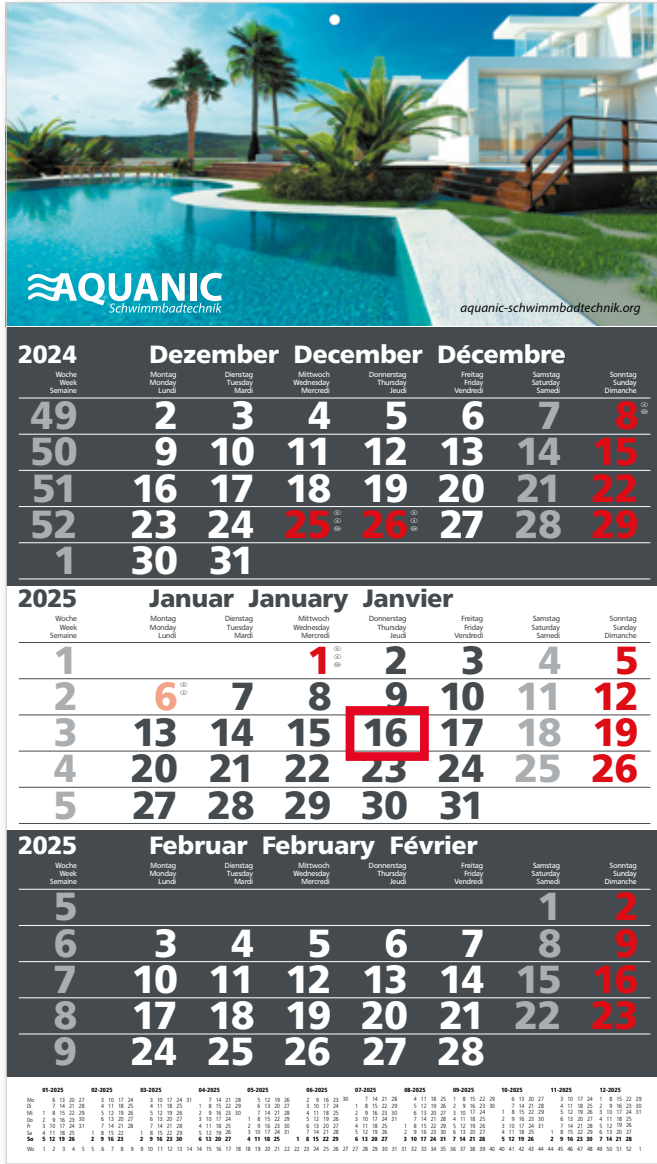 AQUANIC
Schwimmbadtechnik
aquanic-schwimmbadtechnik.org
2024 Dezember December Décembre
Woche Montag Dienstag Mittwoch Donnerstag Freitag Samstag Sonntag
Week Monday Tuesday Wednesday Thursday Friday Saturday Sunday
Semaine Lundi Mardi Mercredi Jeudi Vendredi Samedi Dimanche
49 2 3 4 5 6 7 8
50 9 10 11 12 13 14 15
51 16 17 18 19 20 21 22
52 23 24 25 26 27 28 29
1 30 31
2025 Januar January Janvier
Woche Montag Dienstag Mittwoch Donnerstag Freitag Samstag Sonntag
Week Monday Tuesday Wednesday Thursday Friday Saturday Sunday
Semaine Lundi Mardi Mercredi Jeudi Vendredi Samedi Dimanche
1 1 2 3 4 5
2 6 7 8 9 10 11 12
3 13 14 15 16 17 18 19
4 20 21 22 23 24 25 26
5 27 28 29 30 31
2025 Februar February Février
Woche Montag Dienstag Mittwoch Donnerstag Freitag Samstag Sonntag
Week Monday Tuesday Wednesday Thursday Friday Saturday Sunday
Semaine Lundi Mardi Mercredi Jeudi Vendredi Samedi Dimanche
5 1 2
6 3 4 5 6 7 8 9
7 10 11 12 13 14 15 16
8 17 18 19 20 21 22 23
9 24 25 26 27 28
01-2025 02-2025 03-2025 04-2025 05-2025 06-2025 07-2025 08-2025 09-2025 10-2025 11-2025 12-2025